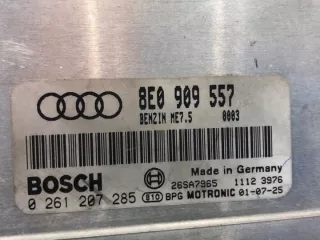 8E0 909 557
BENZIN ME7.5 0003
Made in Germany
BOSCH 26SA7965 1112 3976
0 261 207 285 610 BPG MOTRONIC 01-07-25